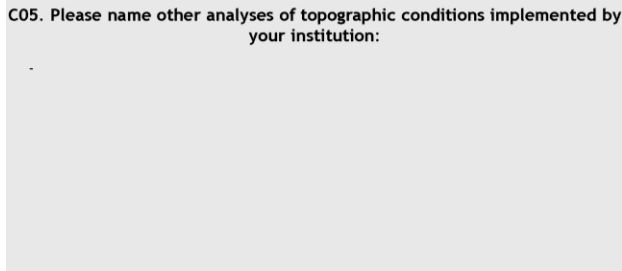 C05. Please name other analyses of topographic conditions implemented by
your institution:
-